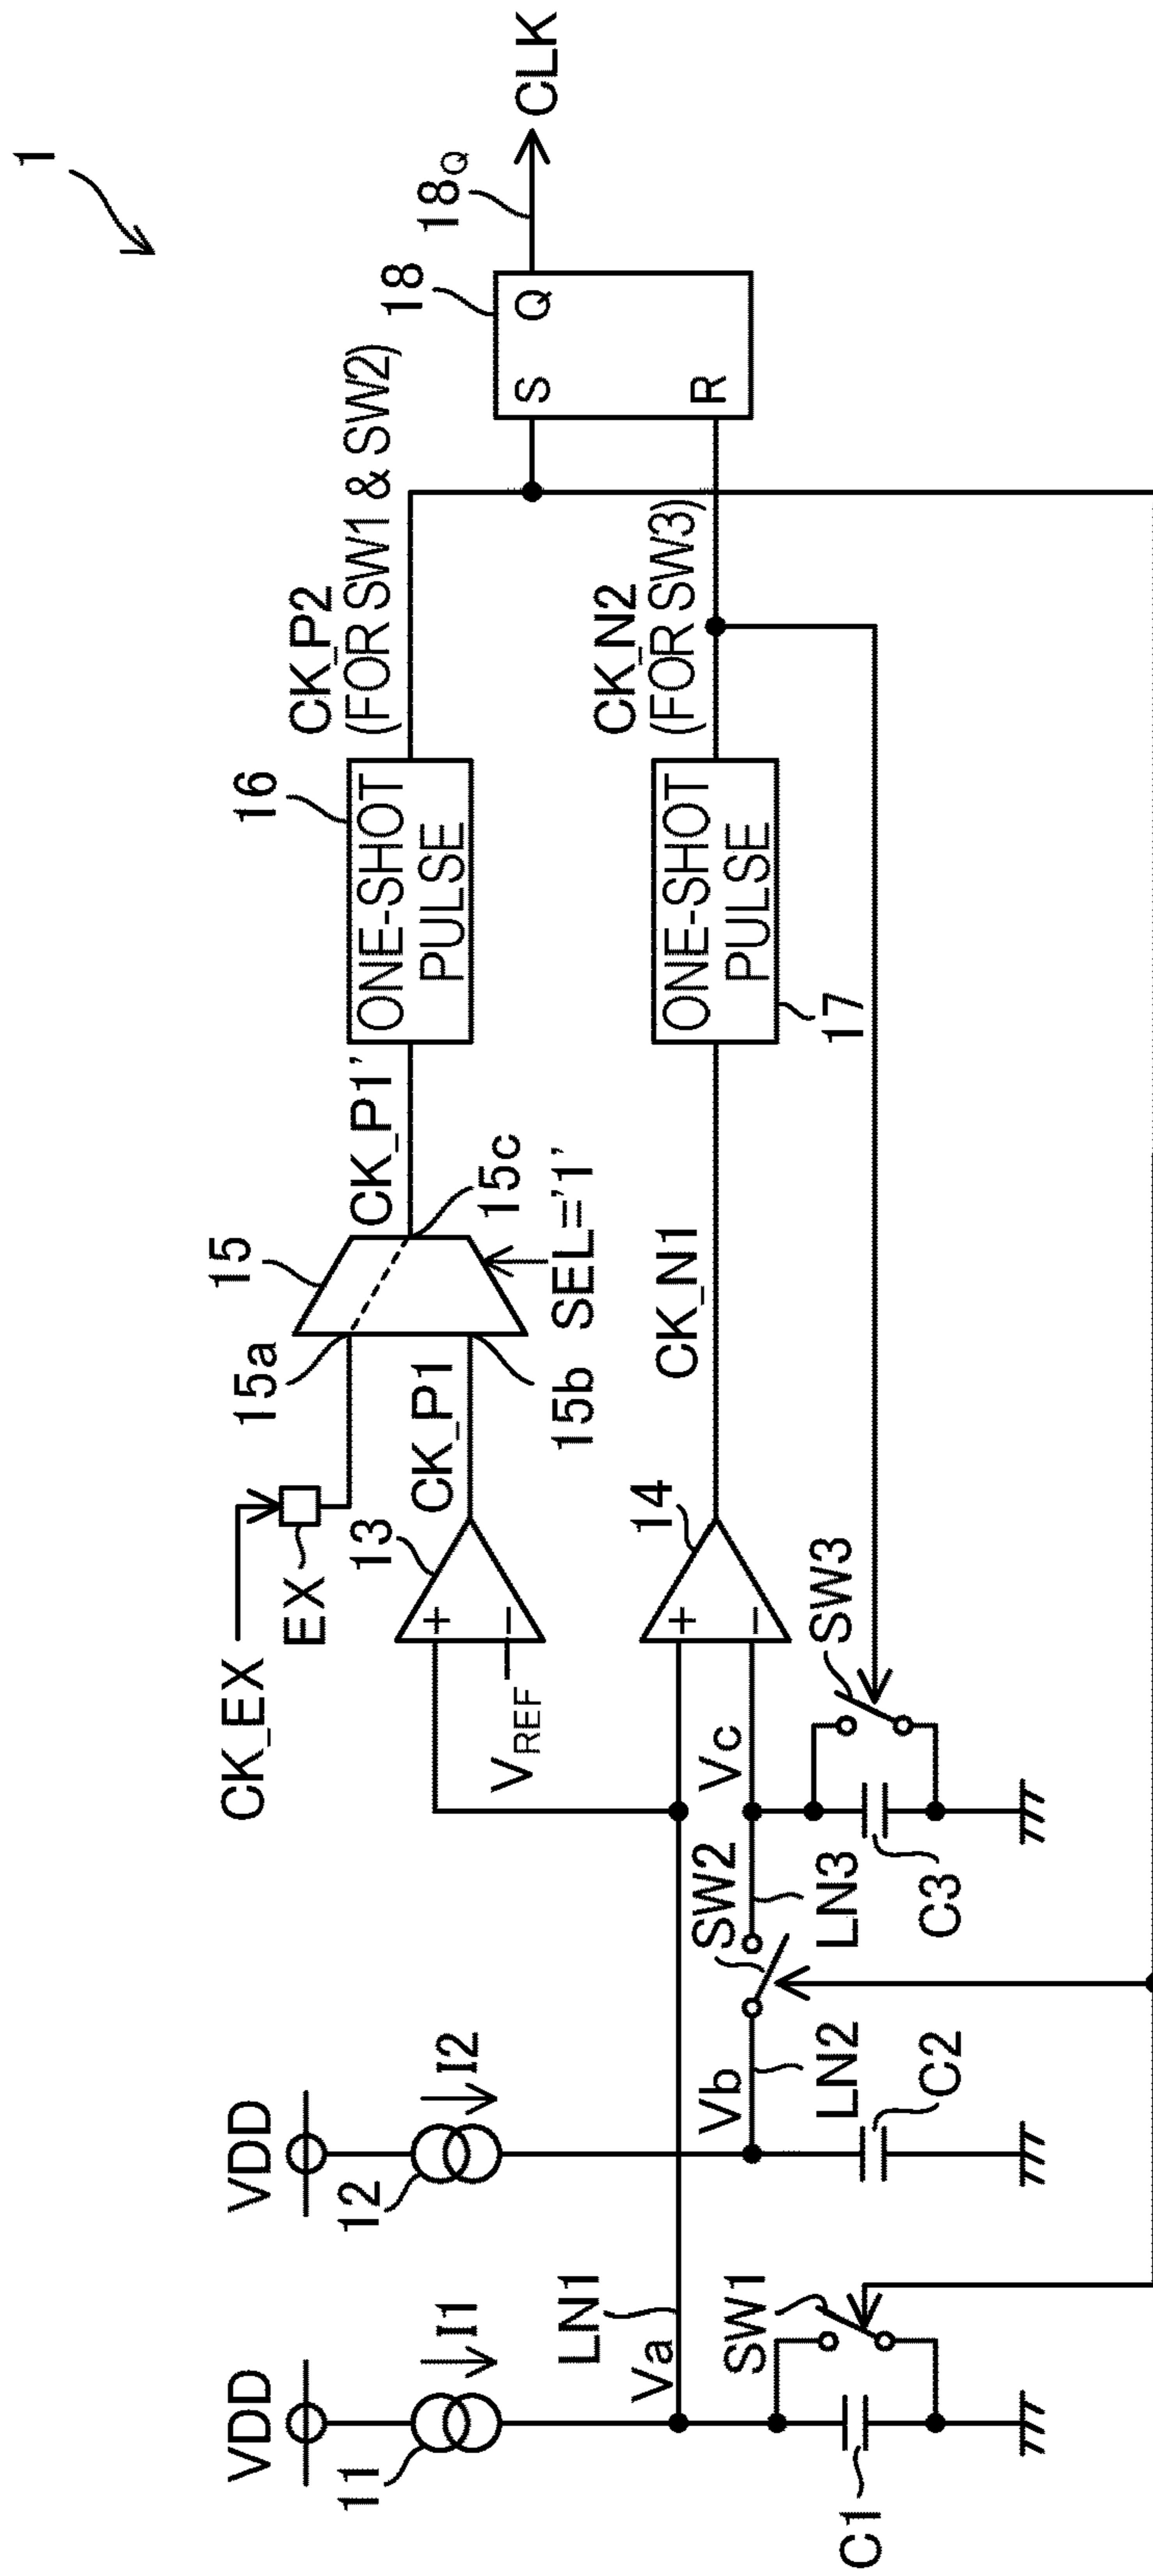 1
CK_EX
EX
15a
15
CK_P1'
16
ONE-SHOT
PULSE
CK_P2
(FOR SW1 & SW2)
18
18Q
CLK
S
Q
R
13
+
−
VREF
CK_P1
15b
SEL='1'
15c
VDD
11
I1
VDD
12
I2
LN1
Va
Vb
LN2
SW2
LN3
Vc
14
+
−
CK_N1
ONE-SHOT
PULSE
17
CK_N2
(FOR SW3)
SW1
C1
C2
C3
SW3